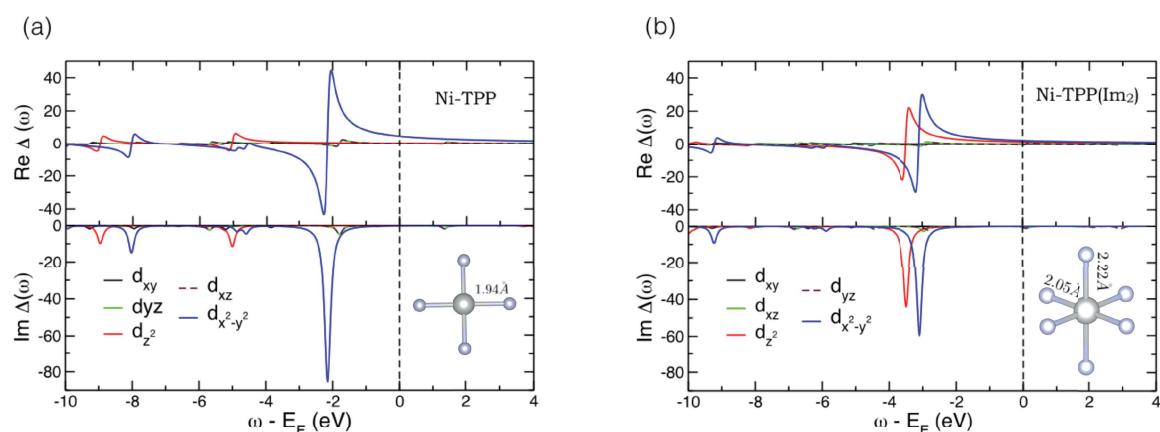 (a)
Re Δ(ω)
40
20
0
-20
-40
Ni-TPP
Im Δ(ω)
0
-20
-40
-60
-80
d_xy
dyz
d_z²
d_xz
d_x²-y²
1.94Å
-10 -8 -6 -4 -2 0 2 4
ω - E_F (eV)
(b)
Re Δ(ω)
40
20
0
-20
-40
Ni-TPP(Im₂)
Im Δ(ω)
0
-20
-40
-60
-80
d_xy
d_xz
d_z²
d_yz
d_x²-y²
2.05Å
2.22Å
-10 -8 -6 -4 -2 0 2 4
ω - E_F (eV)